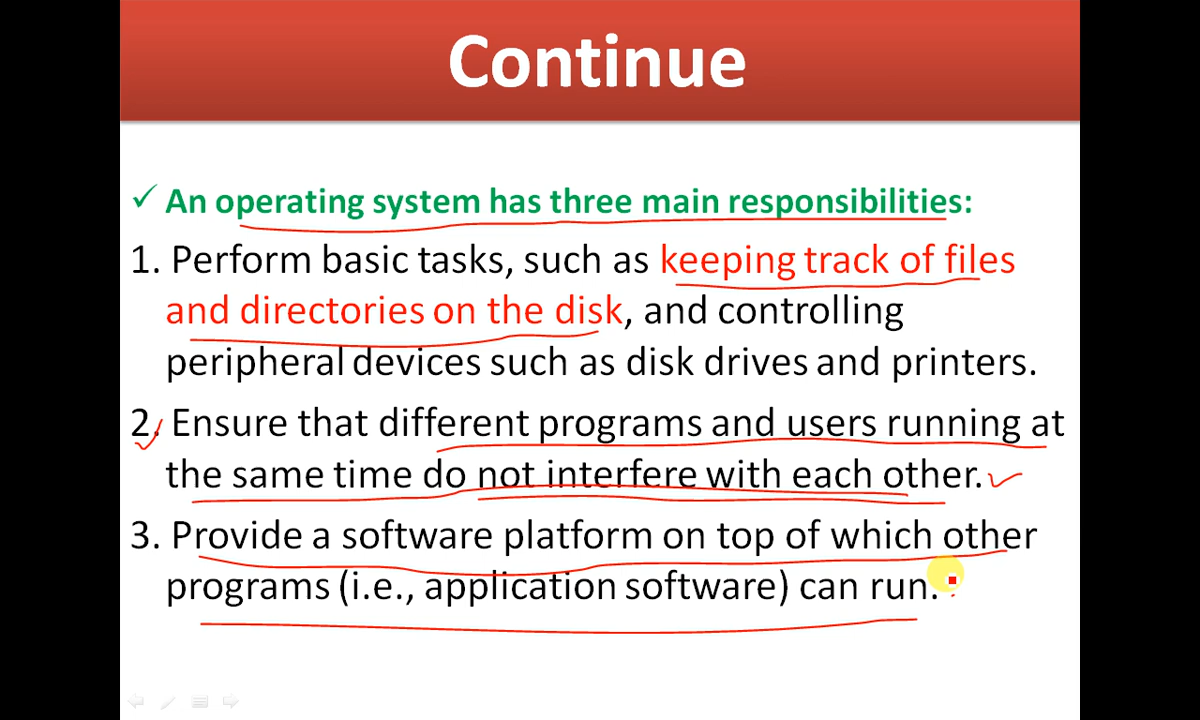 Continue
✓ An operating system has three main responsibilities:
1. Perform basic tasks, such as keeping track of files
and directories on the disk, and controlling
peripheral devices such as disk drives and printers.
2. Ensure that different programs and users running at
the same time do not interfere with each other.
3. Provide a software platform on top of which other
programs (i.e., application software) can run.